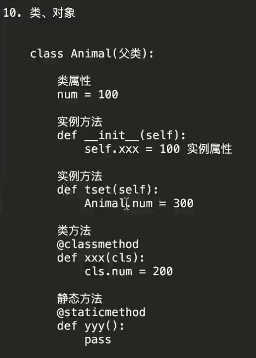 10. 类、对象
class Animal(父类):
类属性
num = 100
实例方法
def __init__(self):
self.xxx = 100 实例属性
实例方法
def tset(self):
Animal.num = 300
类方法
@classmethod
def xxx(cls):
cls.num = 200
静态方法
@staticmethod
def yyy():
pass